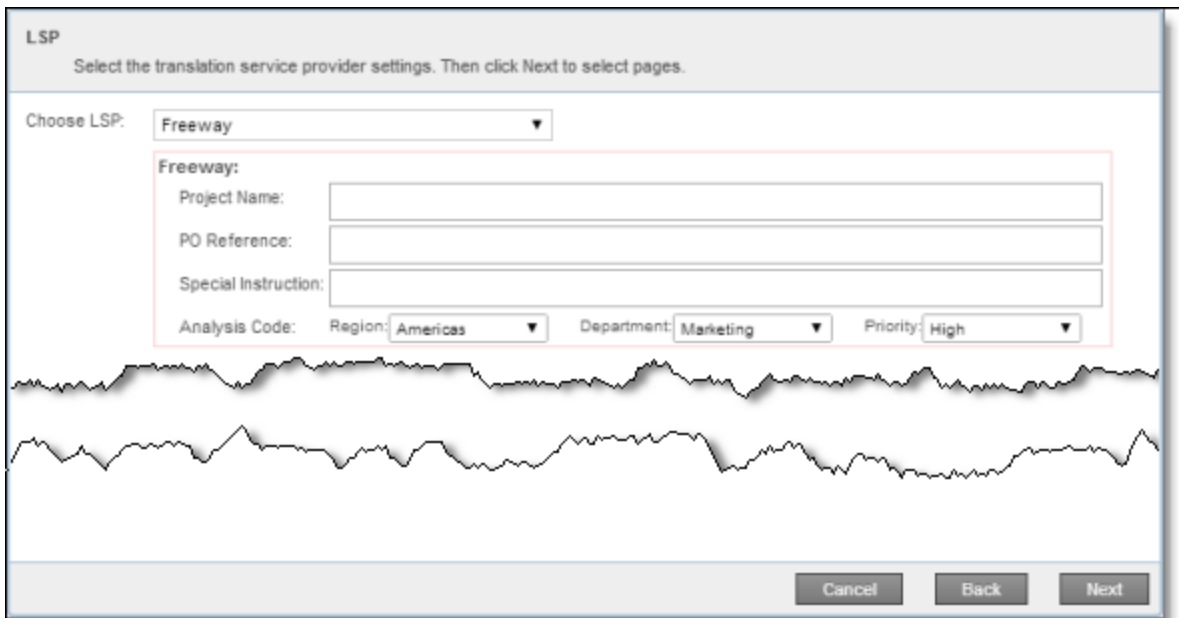 LSP
Select the translation service provider settings. Then click Next to select pages.
Choose LSP: Freeway
Freeway:
Project Name:
PO Reference:
Special Instruction:
Analysis Code: Region: Americas Department: Marketing Priority: High
Cancel Back Next